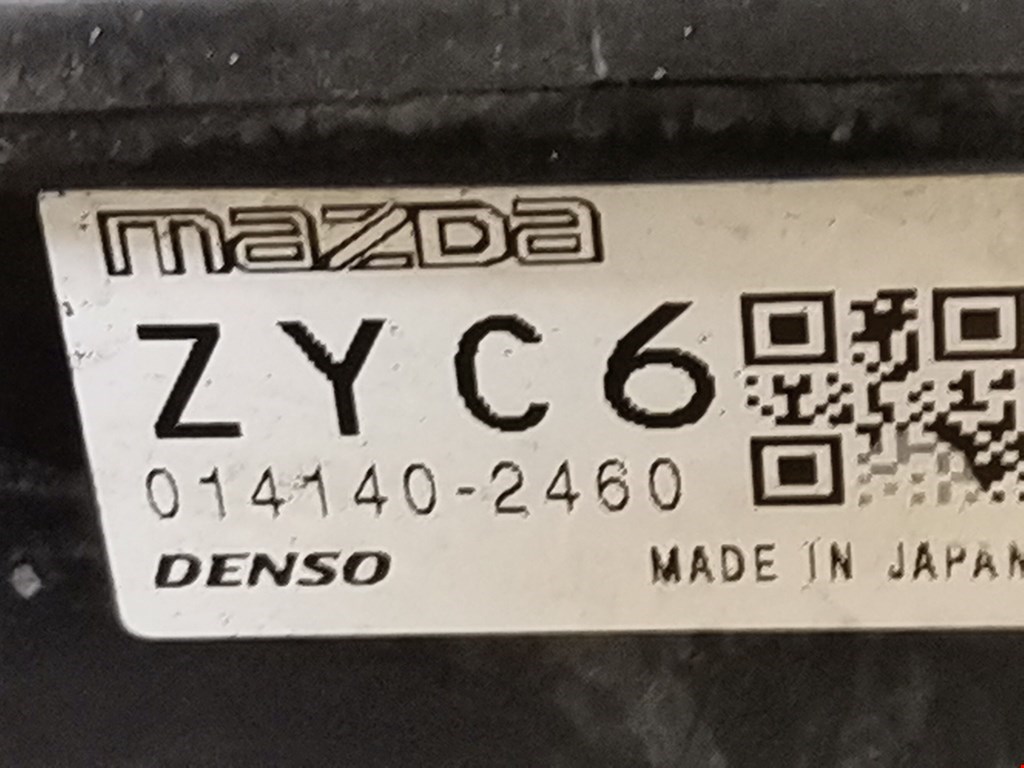 mazda
ZYC6
014140-2460
DENSO MADE IN JAPAN